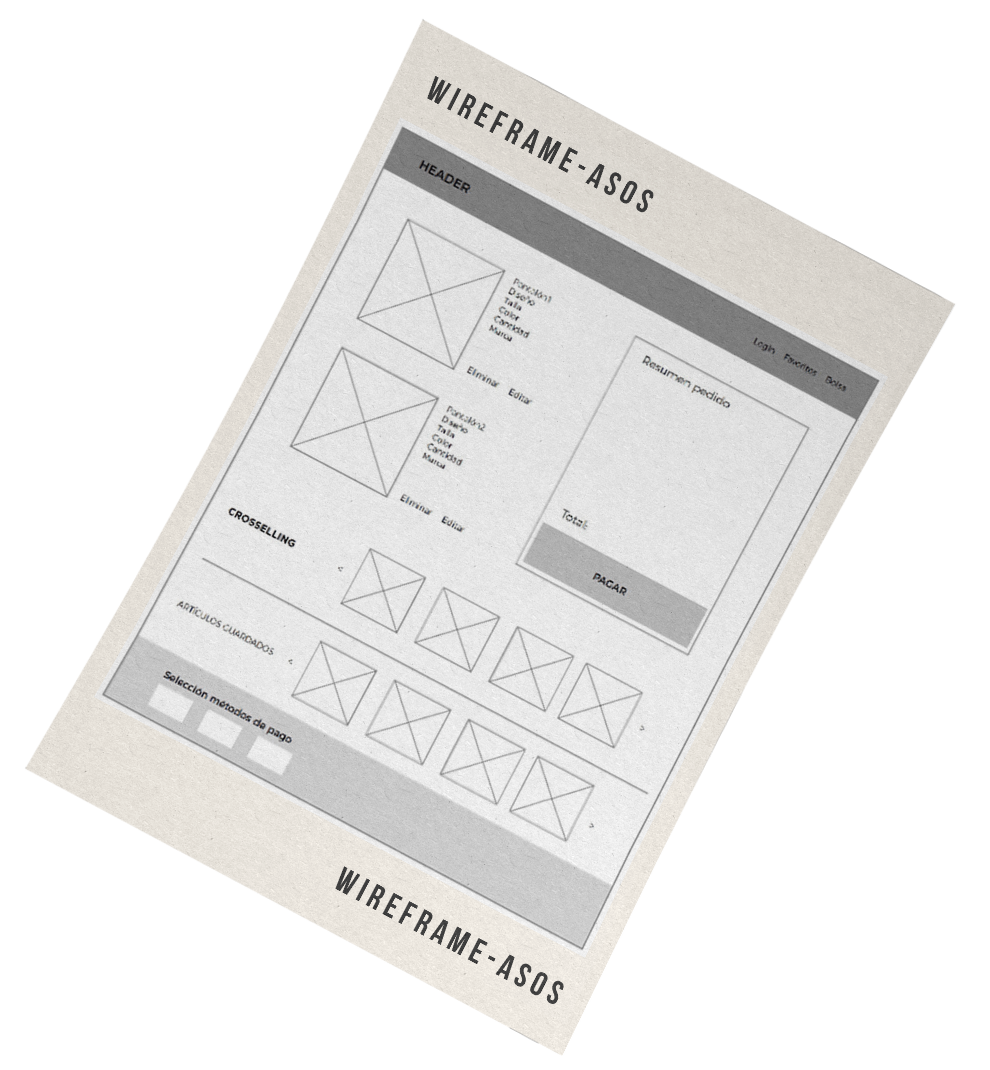 WIREFRAME-ASOS
HEADER
Login Favoritos Bolsa
Pantalón1
Diseño
Talla
Color
Cantidad
Marca
Eliminar Editar
Resumen pedido
Total:
PAGAR
Pantalón2
Diseño
Talla
Color
Cantidad
Marca
Eliminar Editar
CROSSELLING
<
>
ARTÍCULOS GUARDADOS
<
>
Selección métodos de pago
WIREFRAME-ASOS